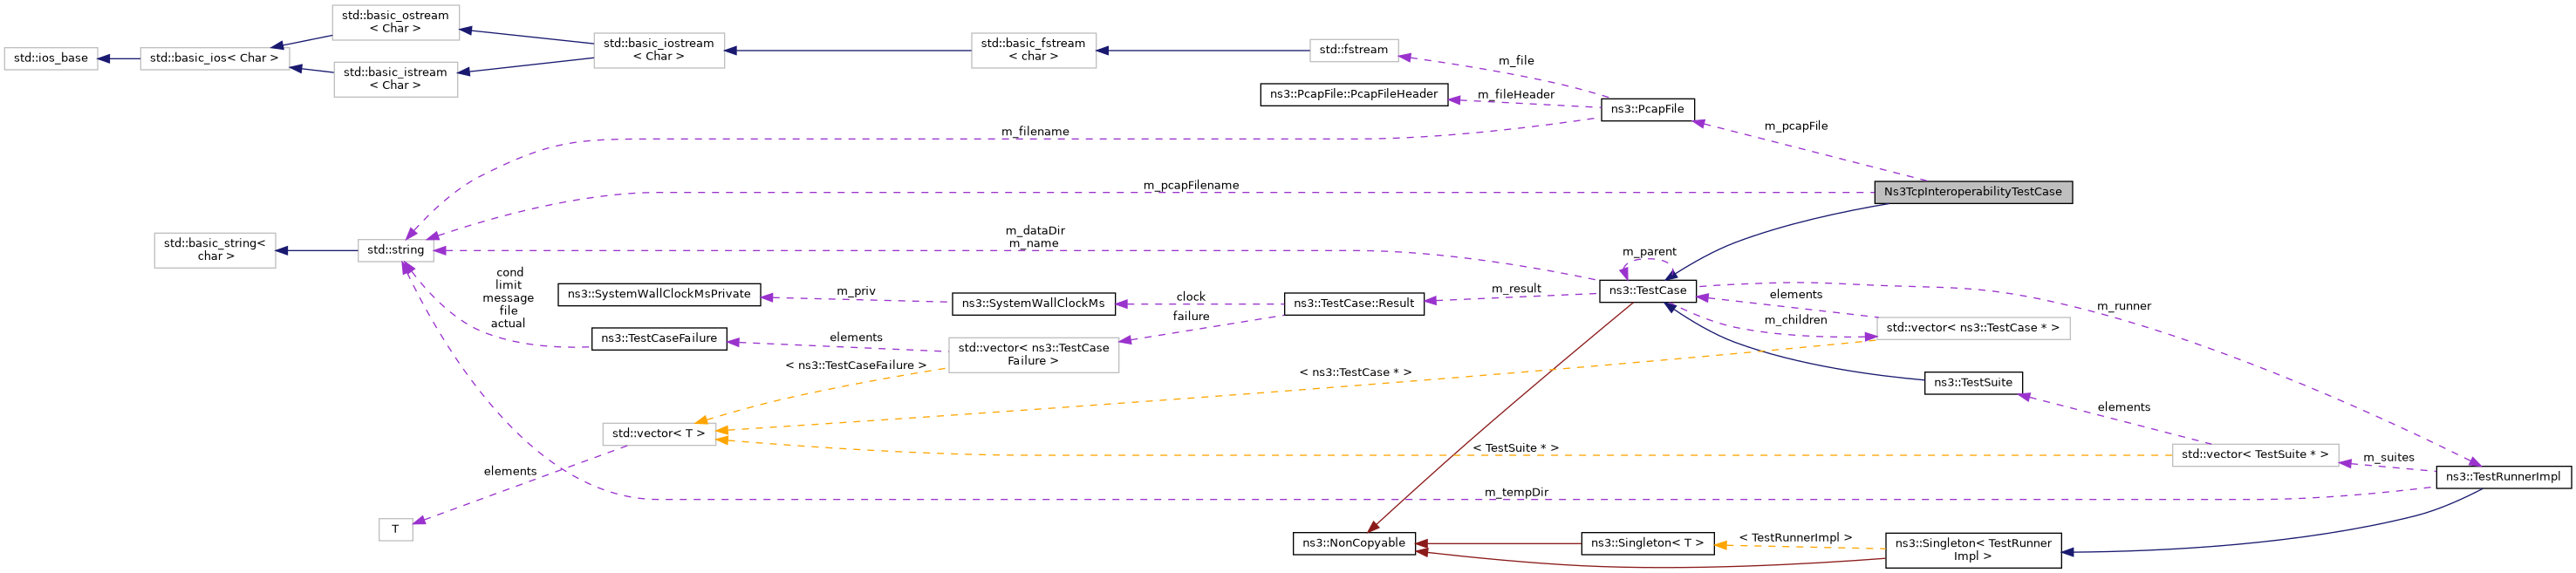 std::basic_ostream
< Char >
std::ios_base
std::basic_ios< Char >
std::basic_istream
< Char >
std::basic_iostream
< Char >
std::basic_fstream
< char >
std::fstream
m_file
ns3::PcapFile::PcapFileHeader
m_fileHeader
ns3::PcapFile
m_filename
m_pcapFile
m_pcapFilename
Ns3TcpInteroperabilityTestCase
std::basic_string<
char >
std::string
m_dataDir
m_name
m_parent
cond
limit
message
file
actual
ns3::SystemWallClockMsPrivate
m_priv
ns3::SystemWallClockMs
clock
failure
ns3::TestCase::Result
m_result
ns3::TestCase
elements
m_children
std::vector< ns3::TestCase * >
m_runner
ns3::TestCaseFailure
elements
std::vector< ns3::TestCase
Failure >
< ns3::TestCaseFailure >
< ns3::TestCase * >
ns3::TestSuite
elements
std::vector< T >
< TestSuite * >
std::vector< TestSuite * >
m_suites
ns3::TestRunnerImpl
elements
m_tempDir
T
ns3::NonCopyable
ns3::Singleton< T >
< TestRunnerImpl >
ns3::Singleton< TestRunner
Impl >